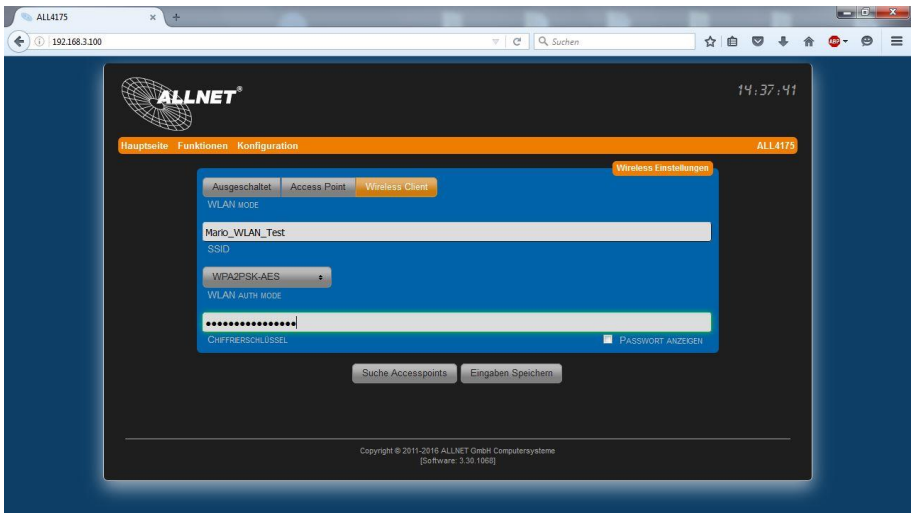 ALL4175
192.168.3.100
Suchen
ABP
ALLNET®
14:37:41
Hauptseite Funktionen Konfiguration
ALL4175
Wireless Einstellungen
Ausgeschaltet Access Point Wireless Client
WLAN MODE
Mario_WLAN_Test
SSID
WPA2PSK-AES
WLAN AUTH MODE
CHIFFRIERSCHLÜSSEL
PASSWORT ANZEIGEN
Suche Accesspoints Eingaben Speichern
Copyright © 2011-2016 ALLNET GmbH Computersysteme
[Software: 3.30.1068]